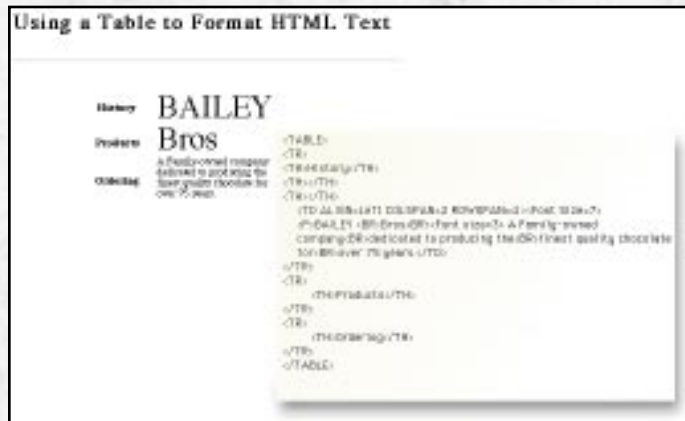 Using a Table to Format HTML Text
History
BAILEY
Products
Bros
Ordering
A Family-owned company
dedicated to producing the
finest quality chocolate for
over 75 years.
<TABLE>
<TR>
<TH>History</TH>
<TH></TH>
<TH></TH>
<TD ALIGN=LEFT COLSPAN=2 ROWSPAN=4><Font Size=7>
<P>BAILEY <BR>Bros<BR><font size=3> A Family-owned
company<BR>dedicated to producing the<BR>finest quality chocolate
for<BR>over 75 years.</TD>
</TR>
<TR>
<TH>Products</TH>
</TR>
<TR>
</TR>
</TABLE>